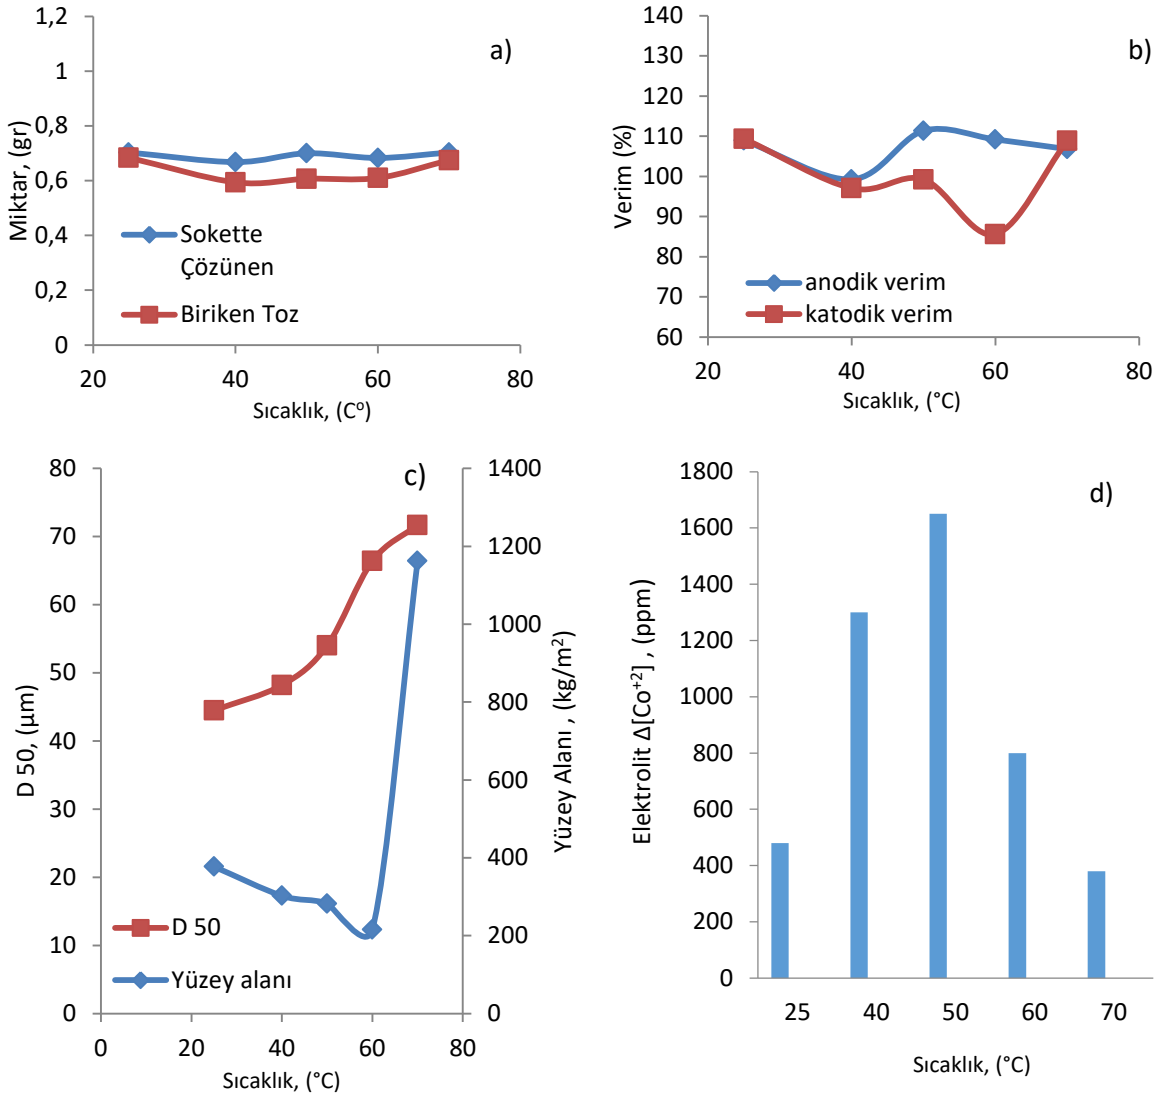 a)
Miktar, (gr)
1,2
1
0,8
0,6
0,4
0,2
0
Sokette
Çözünen
Biriken Toz
20 40 60 80
Sıcaklık, (Cᵒ)
b)
Verim (%)
140
130
120
110
100
90
80
70
60
anodik verim
katodik verim
20 40 60 80
Sıcaklık, (°C)
c)
D 50, (µm)
80
70
60
50
40
30
20
10
0
D 50
Yüzey alanı
0 20 40 60 80
Sıcaklık, (°C)
1400
1200
1000
800
600
400
200
0
Yüzey Alanı , (kg/m²)
d)
Elektrolit Δ[Co⁺²] , (ppm)
1800
1600
1400
1200
1000
800
600
400
200
0
25 40 50 60 70
Sıcaklık, (°C)